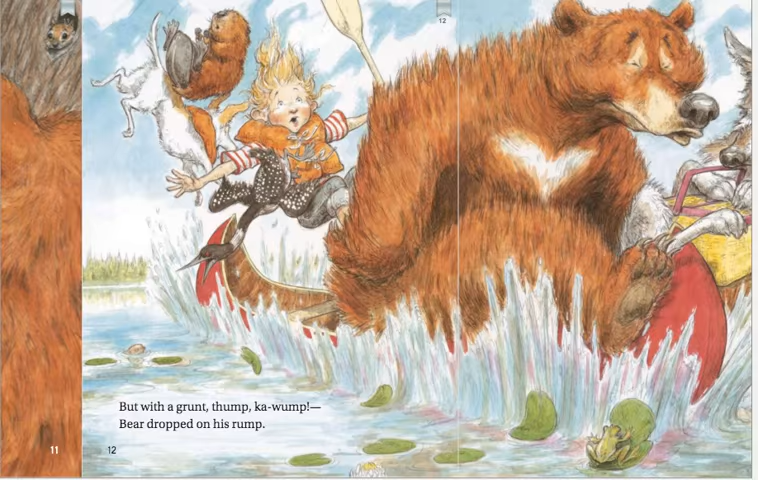 12
But with a grunt, thump, ka-wump!—
Bear dropped on his rump.
11
12